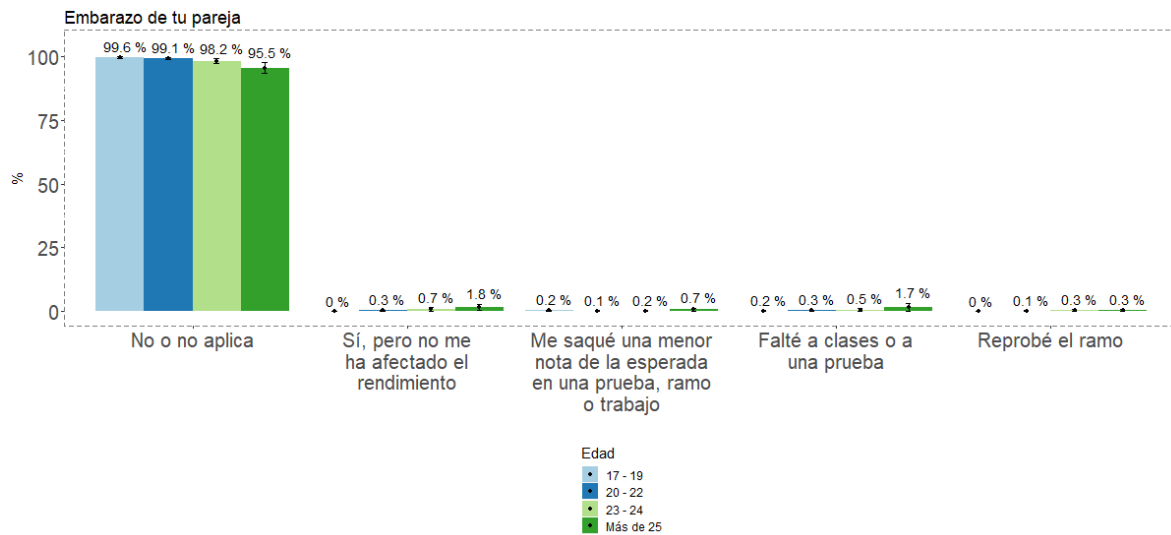 Embarazo de tu pareja
99.6 % 99.1 % 98.2 % 95.5 %
100
75
%
50
25
0 % 0.3 % 0.7 % 1.8 % 0.2 % 0.1 % 0.2 % 0.7 % 0.2 % 0.3 % 0.5 % 1.7 % 0 % 0.1 % 0.3 % 0.3 %
0
No o no aplica
Sí, pero no me
ha afectado el
rendimiento
Me saqué una menor
nota de la esperada
en una prueba, ramo
o trabajo
Falté a clases o a
una prueba
Reprobé el ramo
Edad
17 - 19
20 - 22
23 - 24
Más de 25